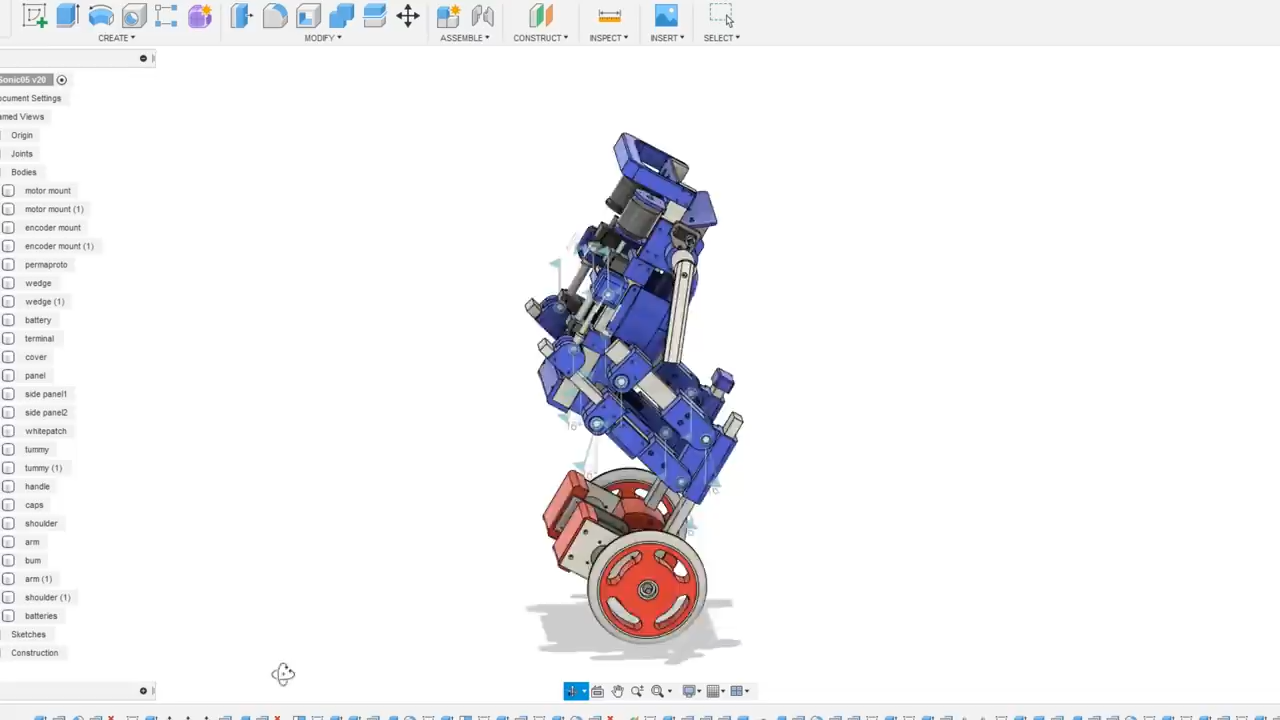 CREATE MODIFY ASSEMBLE CONSTRUCT INSPECT INSERT SELECT
Sonic05 v20
ocument Settings
amed Views
Origin
Joints
Bodies
motor mount
motor mount (1)
encoder mount
encoder mount (1)
permaproto
wedge
wedge (1)
battery
terminal
cover
panel
side panel1
side panel2
whitepatch
tummy
tummy (1)
handle
caps
shoulder
arm
bum
arm (1)
shoulder (1)
batteries
Sketches
Construction